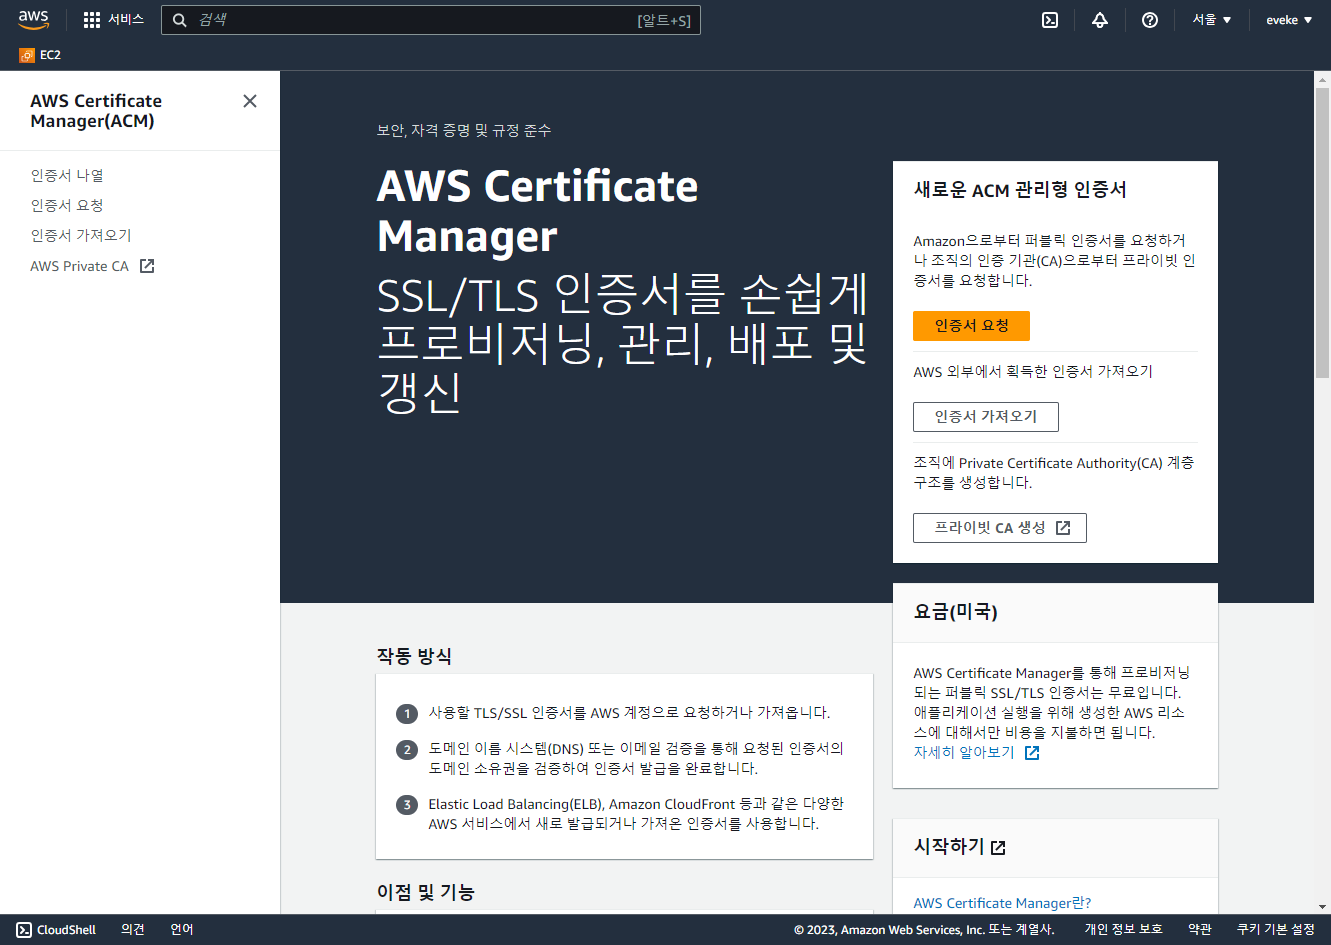 aws
서비스
검색
[알트+S]
서울 ▼
eveke ▼
EC2
AWS Certificate
Manager(ACM)
인증서 나열
인증서 요청
인증서 가져오기
AWS Private CA
보안, 자격 증명 및 규정 준수
AWS Certificate
Manager
SSL/TLS 인증서를 손쉽게
프로비저닝, 관리, 배포 및
갱신
새로운 ACM 관리형 인증서
Amazon으로부터 퍼블릭 인증서를 요청하거
나 조직의 인증 기관(CA)으로부터 프라이빗 인
증서를 요청합니다.
인증서 요청
AWS 외부에서 획득한 인증서 가져오기
인증서 가져오기
조직에 Private Certificate Authority(CA) 계층
구조를 생성합니다.
프라이빗 CA 생성
요금(미국)
AWS Certificate Manager를 통해 프로비저닝
되는 퍼블릭 SSL/TLS 인증서는 무료입니다.
애플리케이션 실행을 위해 생성한 AWS 리소
스에 대해서만 비용을 지불하면 됩니다.
자세히 알아보기
작동 방식
1 사용할 TLS/SSL 인증서를 AWS 계정으로 요청하거나 가져옵니다.
2 도메인 이름 시스템(DNS) 또는 이메일 검증을 통해 요청된 인증서의
도메인 소유권을 검증하여 인증서 발급을 완료합니다.
3 Elastic Load Balancing(ELB), Amazon CloudFront 등과 같은 다양한
AWS 서비스에서 새로 발급되거나 가져온 인증서를 사용합니다.
시작하기
AWS Certificate Manager란?
이점 및 기능
CloudShell
의견
언어
© 2023, Amazon Web Services, Inc. 또는 계열사.
개인 정보 보호
약관
쿠키 기본 설정